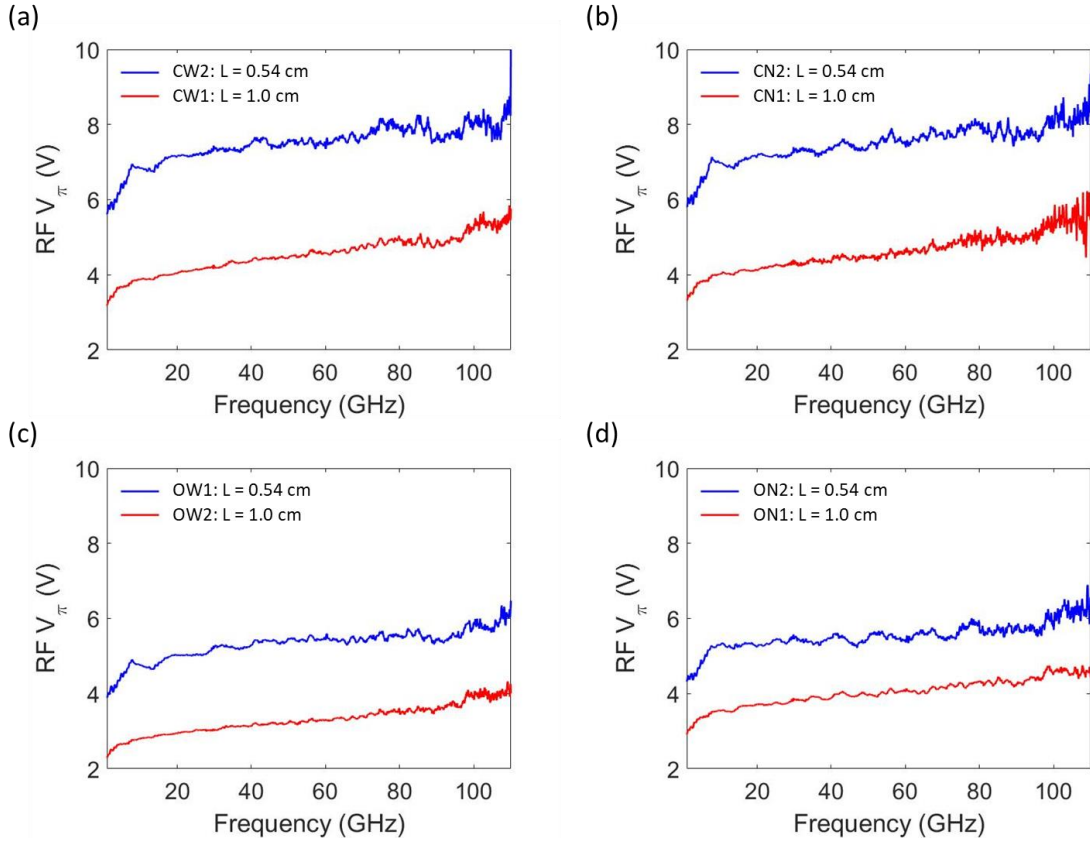 (a)
10
8
6
4
2
RF V π (V)
CW2: L = 0.54 cm
CW1: L = 1.0 cm
20 40 60 80 100
Frequency (GHz)
(b)
10
8
6
4
2
RF V π (V)
CN2: L = 0.54 cm
CN1: L = 1.0 cm
20 40 60 80 100
Frequency (GHz)
(c)
10
8
6
4
2
RF V π (V)
OW1: L = 0.54 cm
OW2: L = 1.0 cm
20 40 60 80 100
Frequency (GHz)
(d)
10
8
6
4
2
RF V π (V)
ON2: L = 0.54 cm
ON1: L = 1.0 cm
20 40 60 80 100
Frequency (GHz)